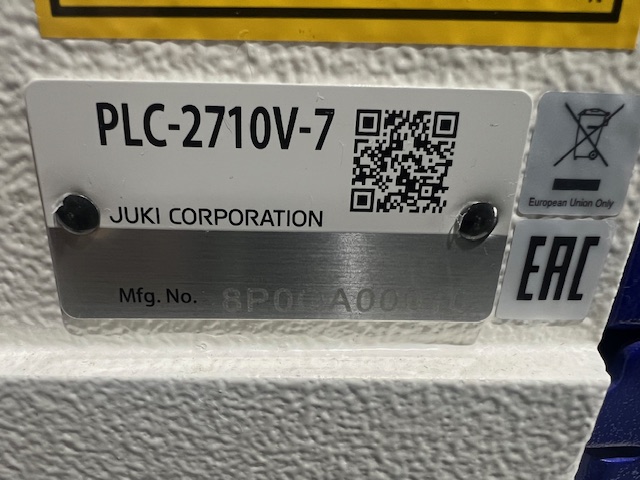 PLC-2710V-7
JUKI CORPORATION
Mfg. No.
European Union Only
EAC